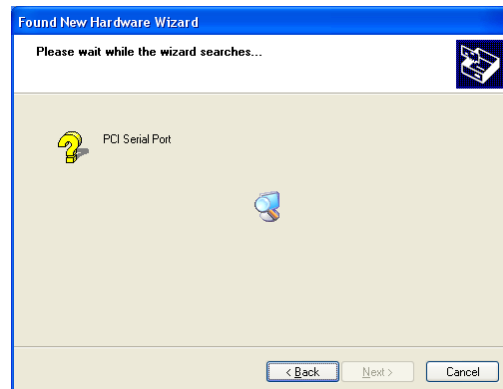 Found New Hardware Wizard
Please wait while the wizard searches...
PCI Serial Port
< Back
Next >
Cancel